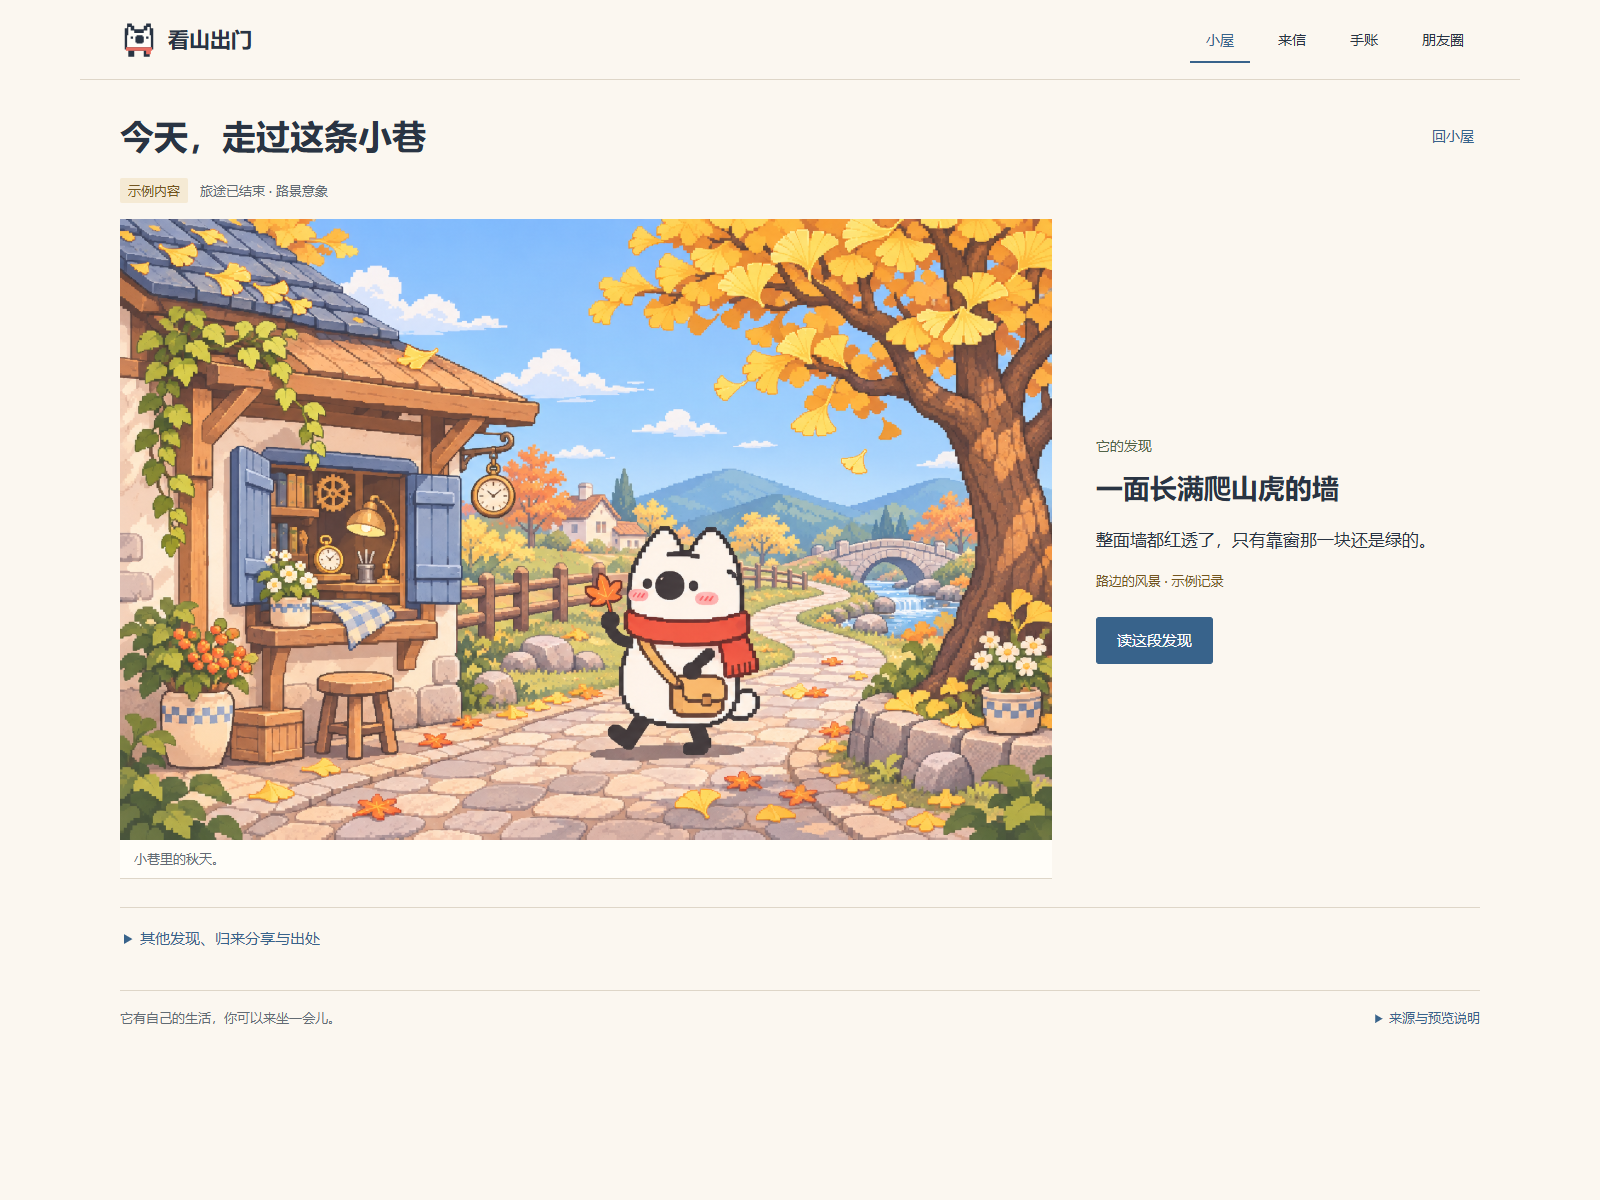 看山出门
小屋
来信
手账
朋友圈
今天，走过这条小巷
回小屋
示例内容
旅途已结束 · 路景意象
它的发现
一面长满爬山虎的墙
整面墙都红透了，只有靠窗那一块还是绿的。
路边的风景 · 示例记录
读这段发现
小巷里的秋天。
其他发现、归来分享与出处
它有自己的生活，你可以来坐一会儿。
来源与预览说明